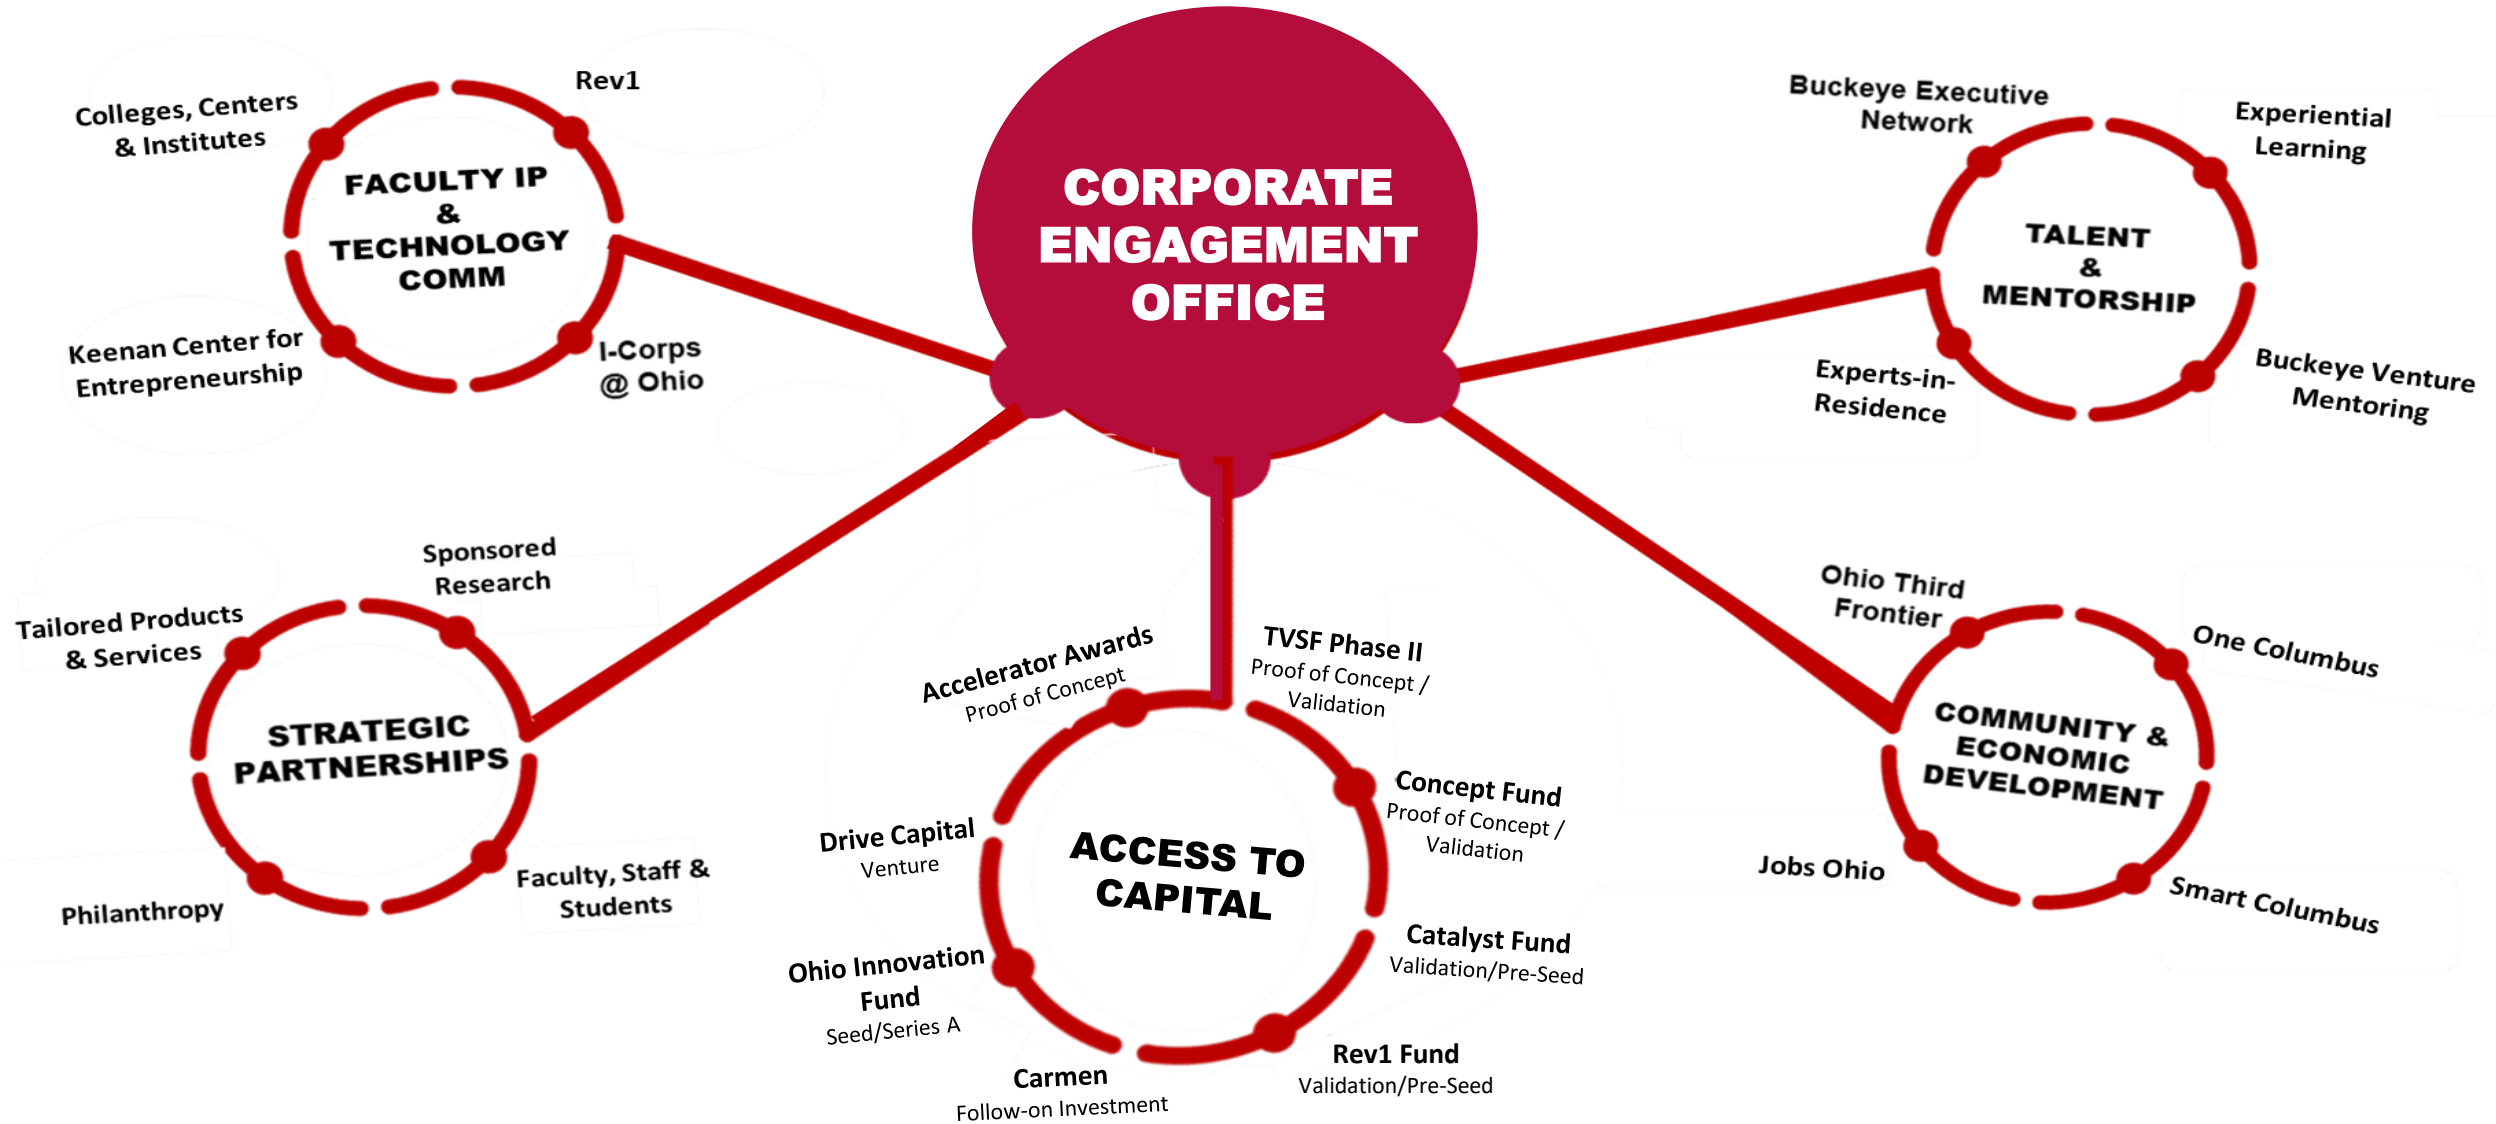 CORPORATE
ENGAGEMENT
OFFICE
Colleges, Centers
& Institutes
Rev1
FACULTY IP
&
TECHNOLOGY
COMM
Keenan Center for
Entrepreneurship
I-Corps
@ Ohio
Buckeye Executive
Network
Experiential
Learning
TALENT
&
MENTORSHIP
Experts-in-
Residence
Buckeye Venture
Mentoring
Sponsored
Research
Tailored Products
& Services
STRATEGIC
PARTNERSHIPS
Philanthropy
Faculty, Staff &
Students
Accelerator Awards
Proof of Concept
TVSF Phase II
Proof of Concept /
Validation
Drive Capital
Venture
Concept Fund
Proof of Concept /
Validation
ACCESS TO
CAPITAL
Ohio Innovation
Fund
Seed/Series A
Catalyst Fund
Validation/Pre-Seed
Carmen
Follow-on Investment
Rev1 Fund
Validation/Pre-Seed
Ohio Third
Frontier
One Columbus
COMMUNITY &
ECONOMIC
DEVELOPMENT
Jobs Ohio
Smart Columbus